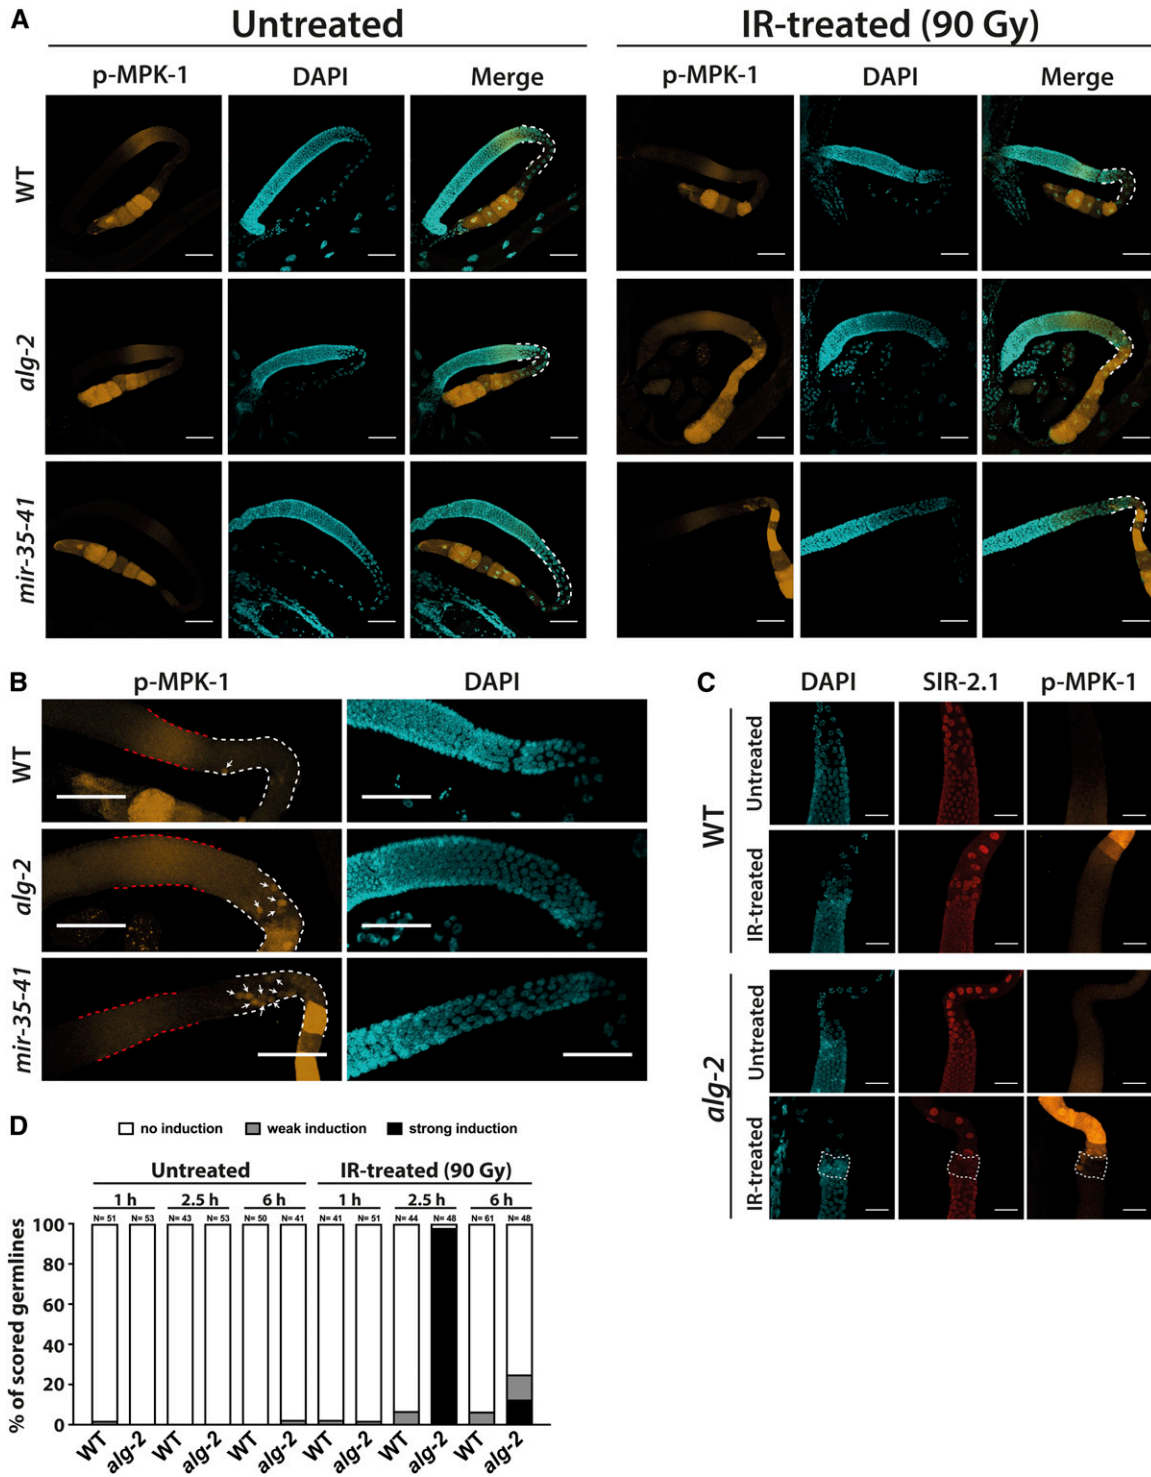 A
Untreated
IR-treated (90 Gy)
p-MPK-1 DAPI Merge
p-MPK-1 DAPI Merge
WT
alg-2
mir-35-41
B
p-MPK-1 DAPI
WT
alg-2
mir-35-41
C
DAPI SIR-2.1 p-MPK-1
WT
Untreated
IR-treated
alg-2
Untreated
IR-treated
D
no induction weak induction strong induction
Untreated IR-treated (90 Gy)
1 h 2.5 h 6 h 1 h 2.5 h 6 h
N= 51 N= 53 N= 43 N= 53 N= 50 N= 41 N= 41 N= 51 N= 44 N= 48 N= 61 N= 48
% of scored germlines
100
80
60
40
20
0
WT alg-2 WT alg-2 WT alg-2 WT alg-2 WT alg-2 WT alg-2